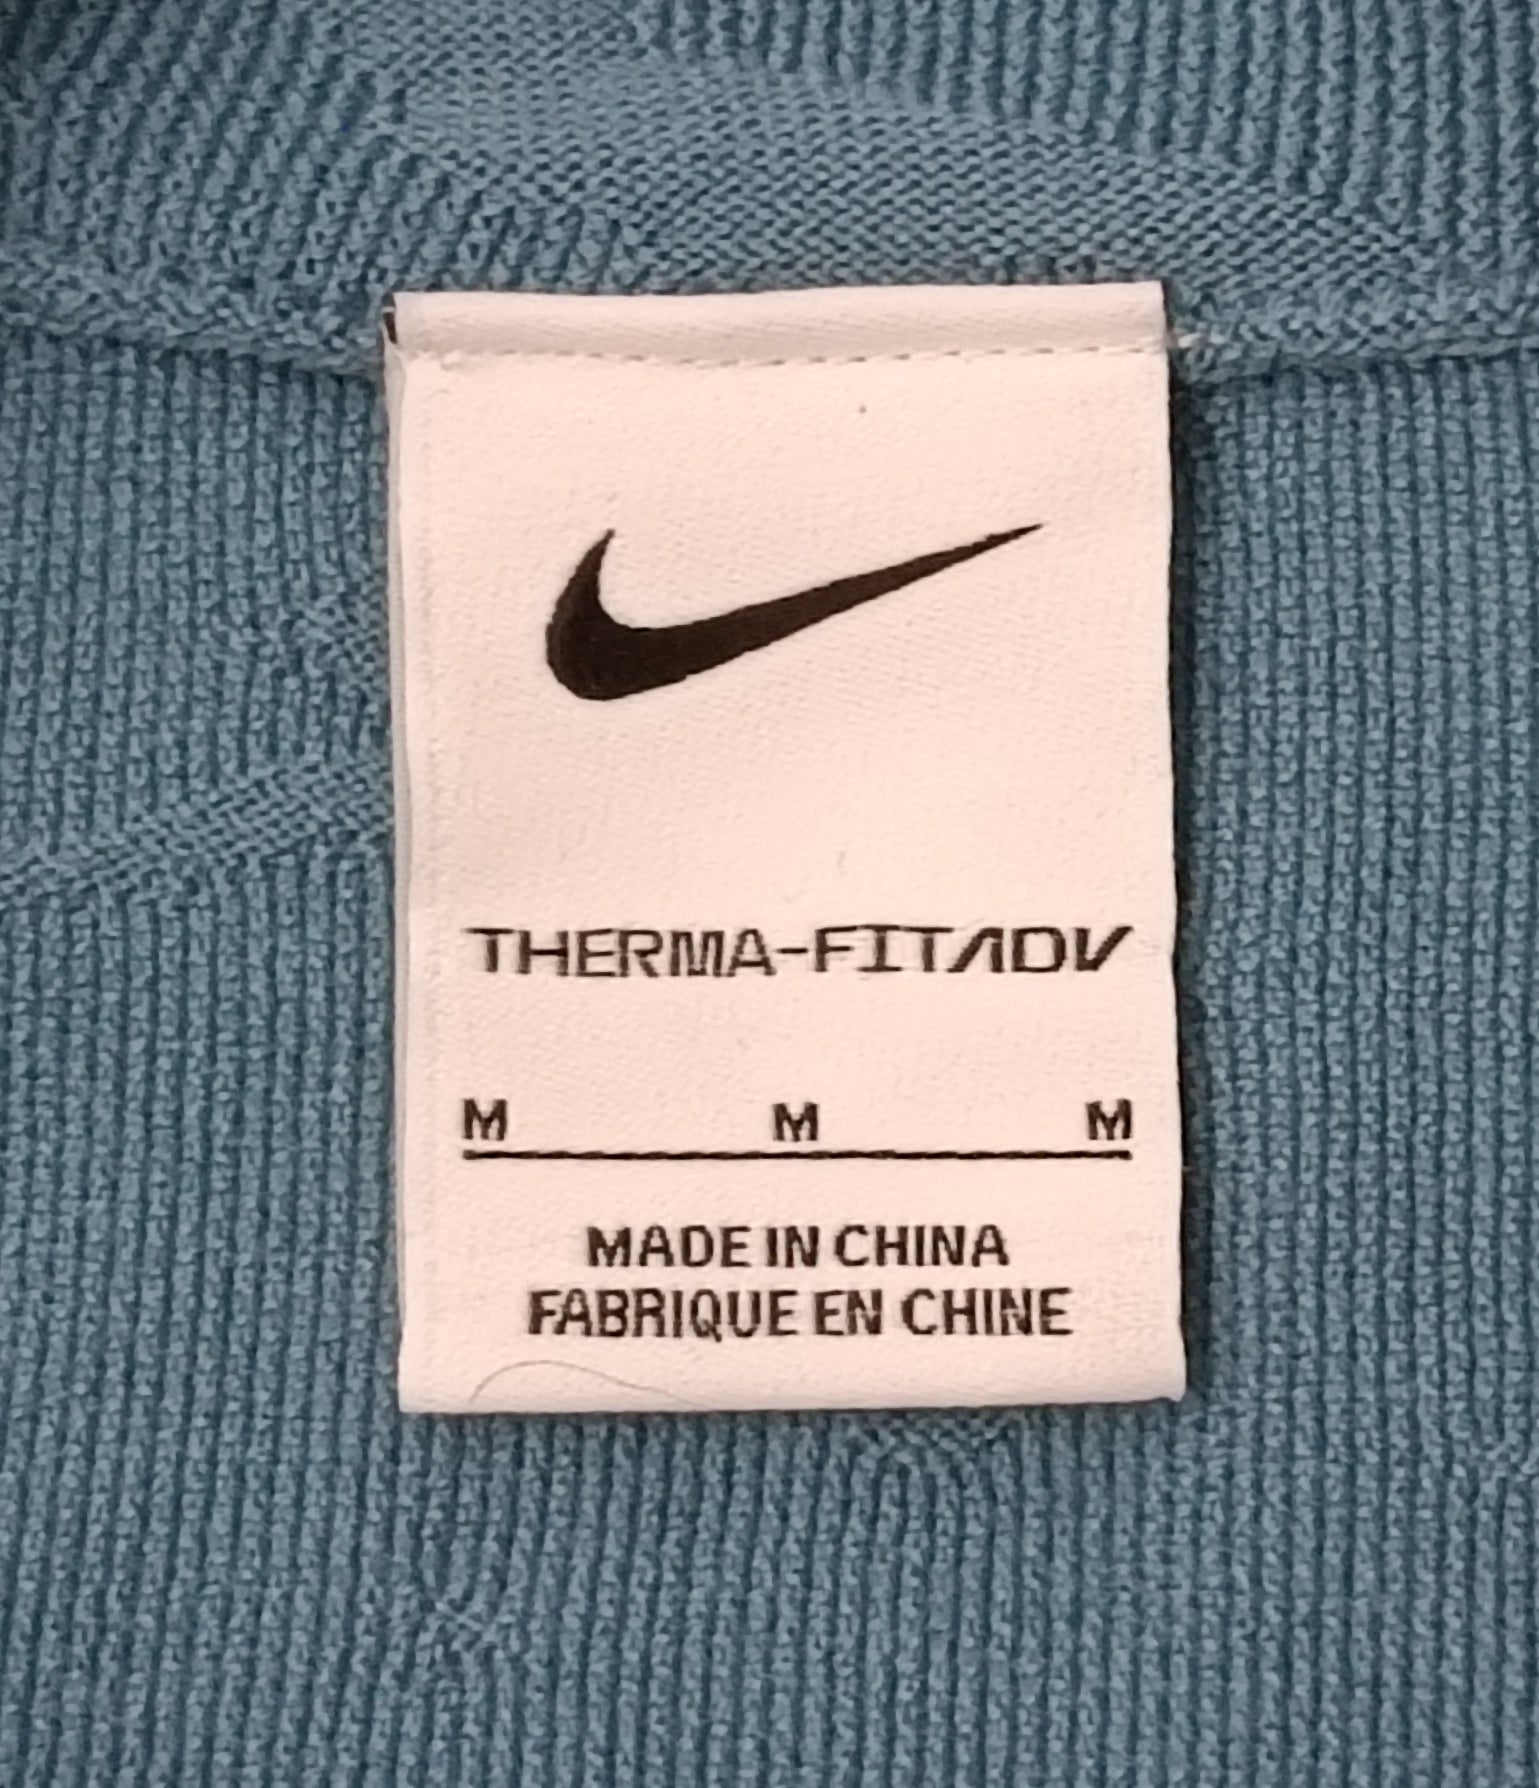 THERMA-FIT ADV
M M M
MADE IN CHINA
FABRIQUE EN CHINE